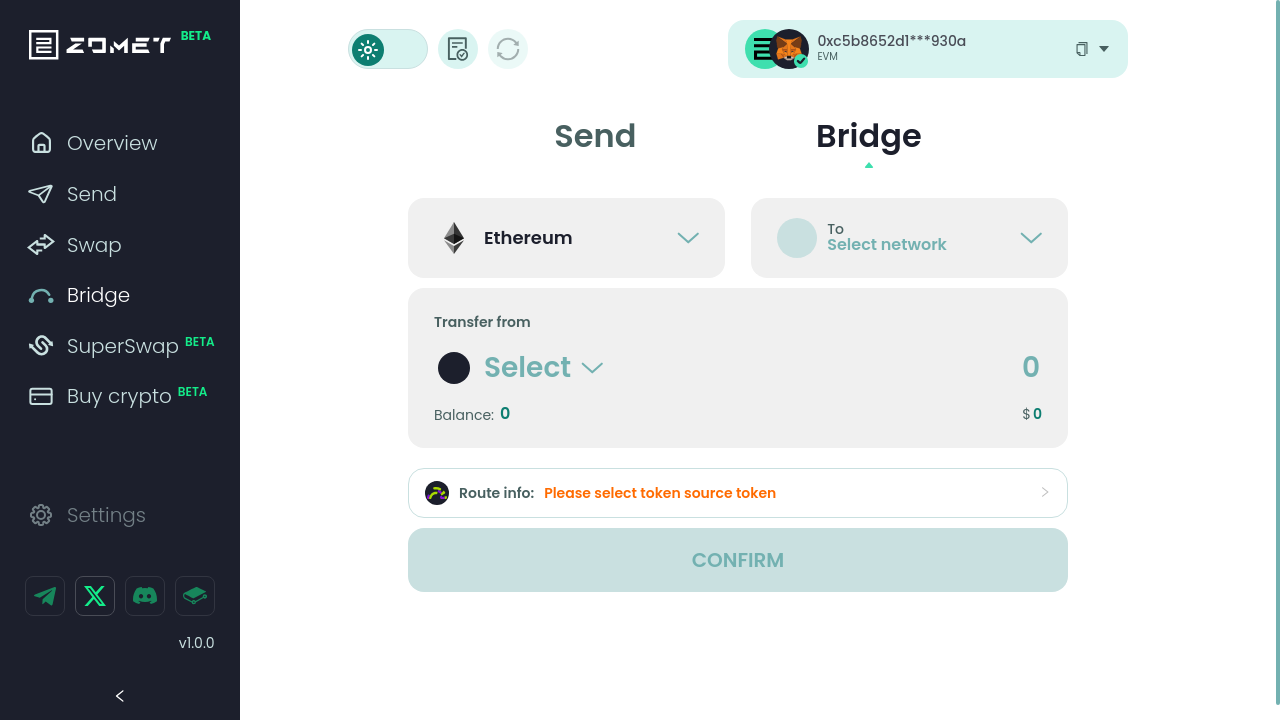 ZOMET BETA
Overview
Send
Swap
Bridge
SuperSwap BETA
Buy crypto BETA
Settings
v1.0.0
0xc5b8652d1***930a
EVM
Send
Bridge
Ethereum
To
Select network
Transfer from
Select
0
Balance: 0
$ 0
Route info: Please select token source token
CONFIRM